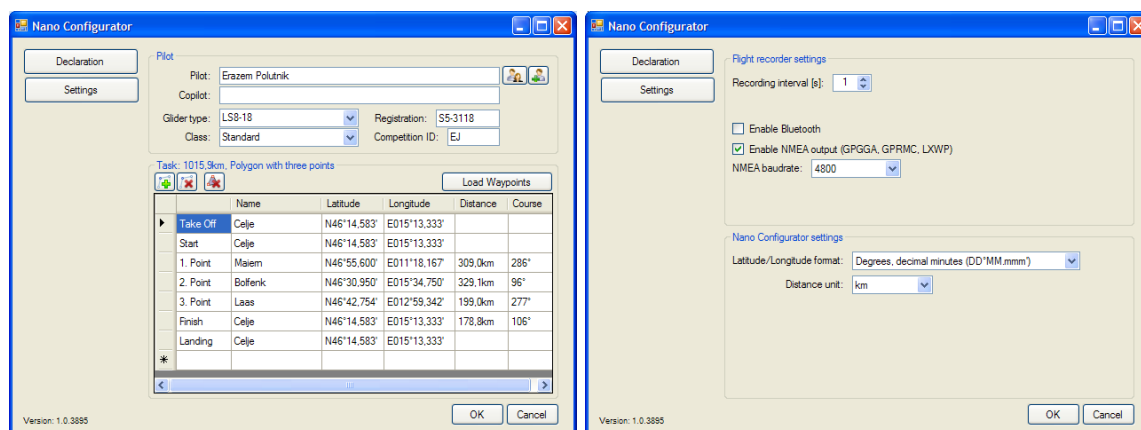 Nano Configurator
Declaration
Settings
Pilot
Pilot: Erazem Polutnik
Copilot:
Glider type: LS8-18 Registration: S5-3118
Class: Standard Competition ID: EJ
Task: 1015,9km, Polygon with three points
Load Waypoints
Name Latitude Longitude Distance Course
Take Off Celje N46°14,583' E015°13,333'
Start Celje N46°14,583' E015°13,333'
1. Point Maiern N46°55,600' E011°18,167' 309,0km 286°
2. Point Bolfenk N46°30,950' E015°34,750' 329,1km 96°
3. Point Laas N46°42,754' E012°59,342' 199,0km 277°
Finish Celje N46°14,583' E015°13,333' 178,8km 106°
Landing Celje N46°14,583' E015°13,333'
OK Cancel
Version: 1.0.3895
Nano Configurator
Declaration
Settings
Flight recorder settings
Recording interval [s]: 1
Enable Bluetooth
Enable NMEA output (GPGGA, GPRMC, LXWP)
NMEA baudrate: 4800
Nano Configurator settings
Latitude/Longitude format: Degrees, decimal minutes (DD°MM.mmm')
Distance unit: km
OK Cancel
Version: 1.0.3895